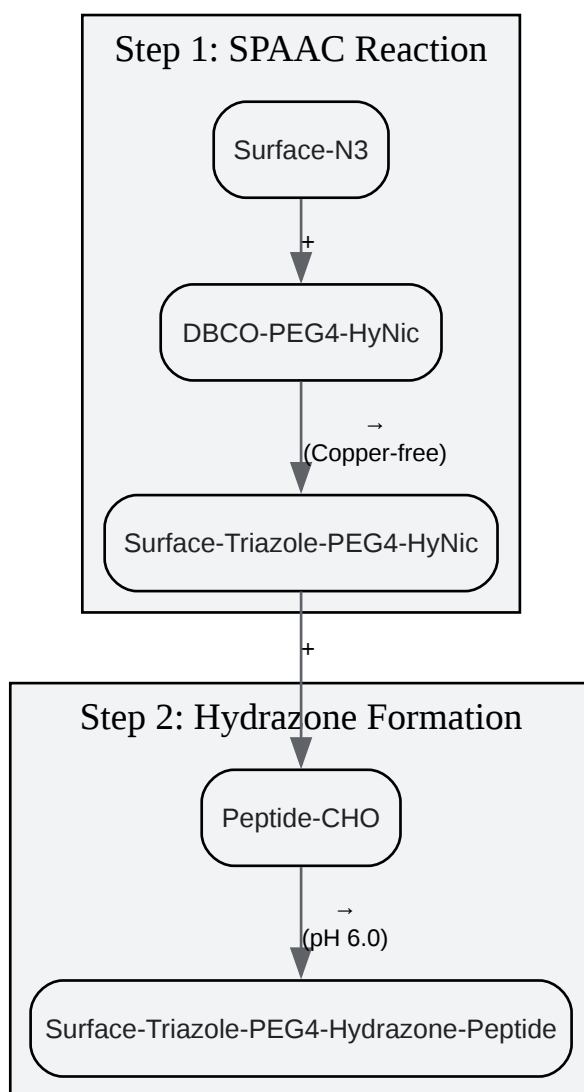 Step 1: SPAAC Reaction
Surface-N3
+
DBCO-PEG4-HyNic
→
(Copper-free)
Surface-Triazole-PEG4-HyNic
+
Step 2: Hydrazone Formation
Peptide-CHO
→
(pH 6.0)
Surface-Triazole-PEG4-Hydrazone-Peptide